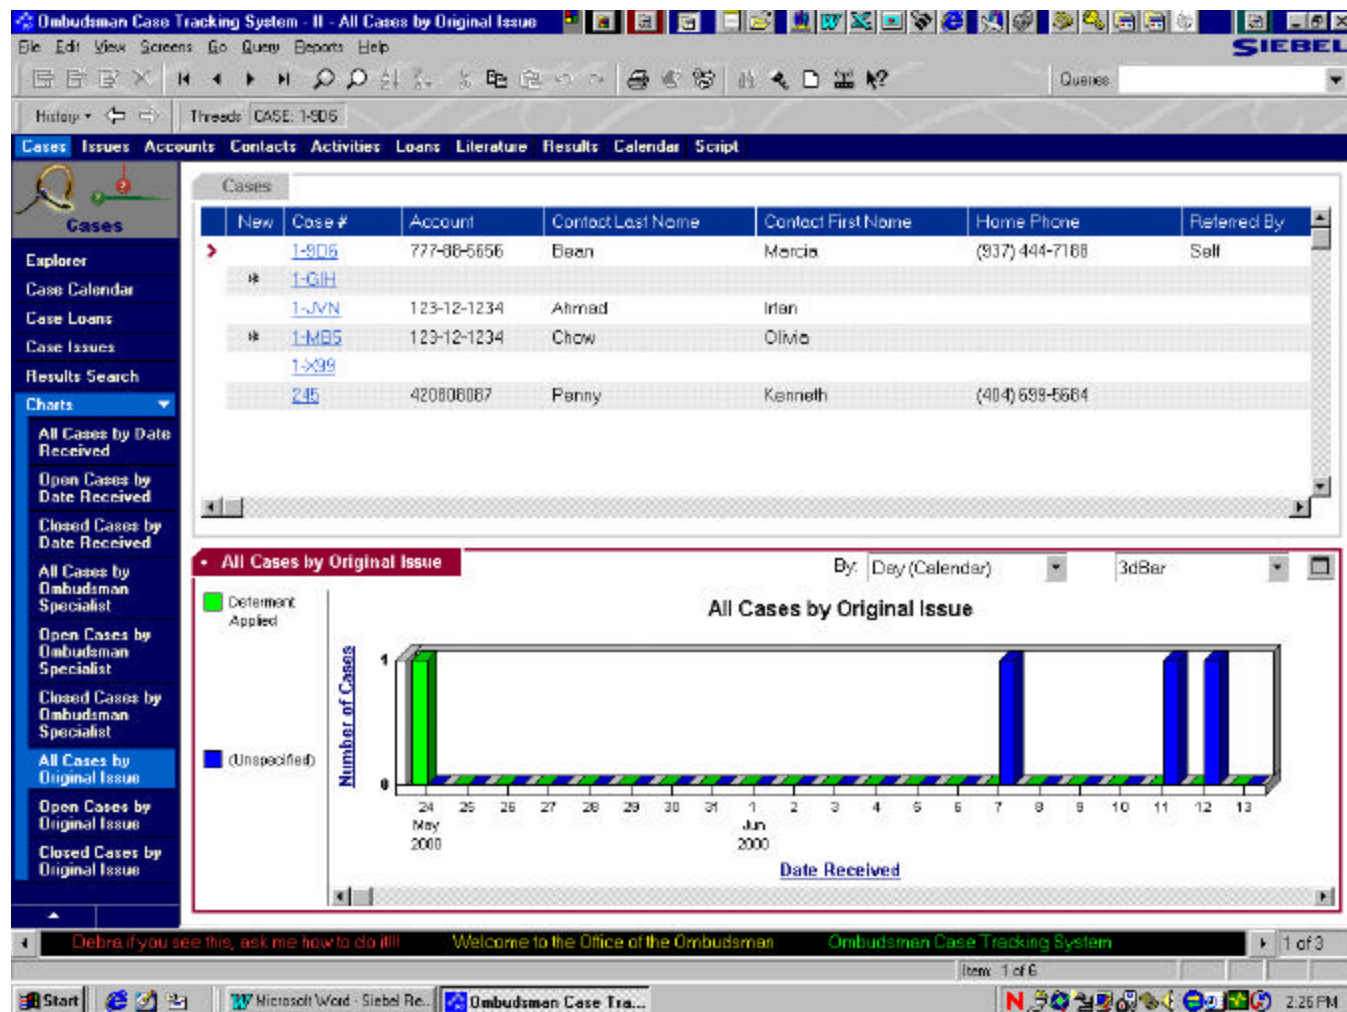 Ombudsman Case Tracking System - II - All Cases by Original Issue
File Edit View Screens Go Query Reports Help
SIEBEL
Queries
History Threads CASE: 1-9D6
Cases Issues Accounts Contacts Activities Loans Literature Results Calendar Script
Cases
Explorer
Case Calendar
Case Loans
Case Issues
Results Search
Charts
All Cases by Date
Received
Open Cases by
Date Received
Closed Cases by
Date Received
All Cases by
Ombudsman
Specialist
Open Cases by
Ombudsman
Specialist
Closed Cases by
Ombudsman
Specialist
All Cases by
Original Issue
Open Cases by
Original Issue
Closed Cases by
Original Issue
Cases
New Case # Account Contact Last Name Contact First Name Home Phone Referred By
1-9D6 777-88-5656 Bean Marcia (937) 444-7188 Self
* 1-GIH
1-JVN 123-12-1234 Ahmad Irfan
* 1-MB5 123-12-1234 Chow Olivia
1-X99
245 420808087 Penny Kenneth (404) 699-5684
All Cases by Original Issue
By: Day (Calendar) 3dBar
Deferment
Applied
(Unspecified)
All Cases by Original Issue
Number of Cases
1
0
24 25 26 27 28 29 30 31 1 2 3 4 5 6 7 8 9 10 11 12 13
May Jun
2000 2000
Date Received
Debra if you see this, ask me how to do it!!! Welcome to the Office of the Ombudsman Ombudsman Case Tracking System 1 of 3
Item: 1 of 6
Start Microsoft Word - Siebel Re... Ombudsman Case Tra... 2:26 PM